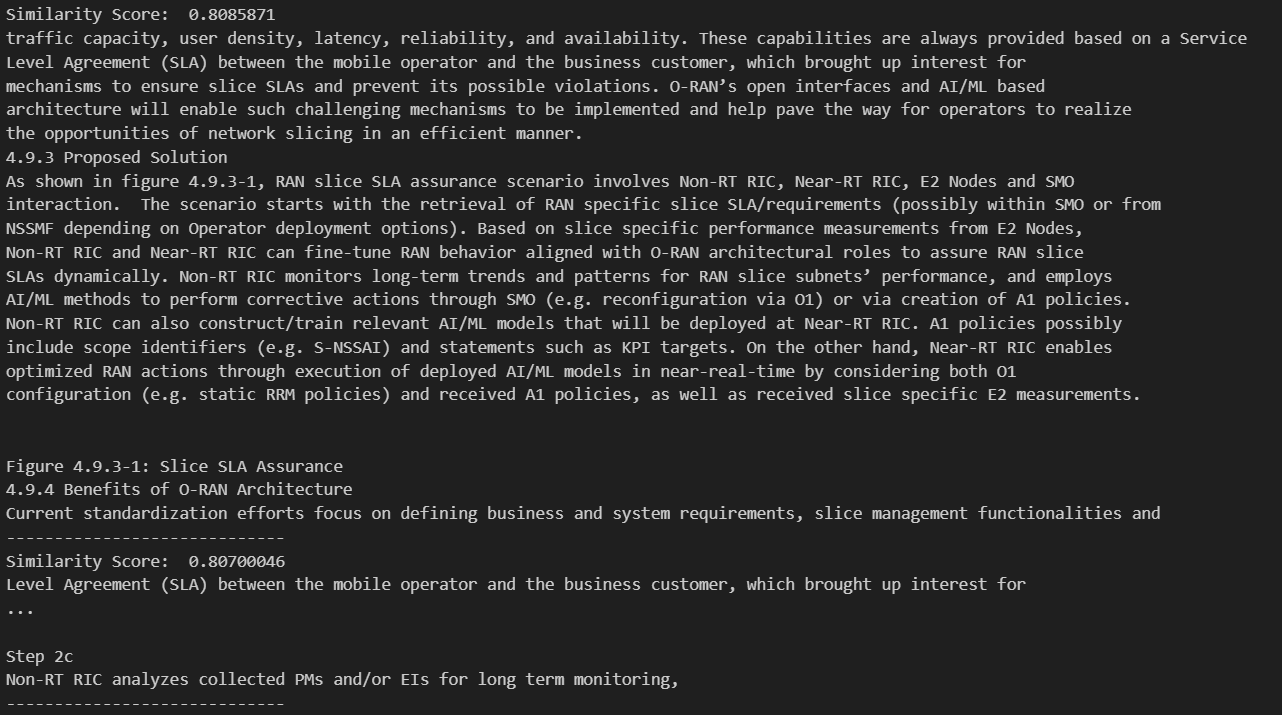 Similarity Score:  0.8085871
traffic capacity, user density, latency, reliability, and availability. These capabilities are always provided based on a Service
Level Agreement (SLA) between the mobile operator and the business customer, which brought up interest for
mechanisms to ensure slice SLAs and prevent its possible violations. O-RAN’s open interfaces and AI/ML based
architecture will enable such challenging mechanisms to be implemented and help pave the way for operators to realize
the opportunities of network slicing in an efficient manner.
4.9.3 Proposed Solution
As shown in figure 4.9.3-1, RAN slice SLA assurance scenario involves Non-RT RIC, Near-RT RIC, E2 Nodes and SMO
interaction.  The scenario starts with the retrieval of RAN specific slice SLA/requirements (possibly within SMO or from
NSSMF depending on Operator deployment options). Based on slice specific performance measurements from E2 Nodes,
Non-RT RIC and Near-RT RIC can fine-tune RAN behavior aligned with O-RAN architectural roles to assure RAN slice
SLAs dynamically. Non-RT RIC monitors long-term trends and patterns for RAN slice subnets’ performance, and employs
AI/ML methods to perform corrective actions through SMO (e.g. reconfiguration via O1) or via creation of A1 policies.
Non-RT RIC can also construct/train relevant AI/ML models that will be deployed at Near-RT RIC. A1 policies possibly
include scope identifiers (e.g. S-NSSAI) and statements such as KPI targets. On the other hand, Near-RT RIC enables
optimized RAN actions through execution of deployed AI/ML models in near-real-time by considering both O1
configuration (e.g. static RRM policies) and received A1 policies, as well as received slice specific E2 measurements.
Figure 4.9.3-1: Slice SLA Assurance
4.9.4 Benefits of O-RAN Architecture
Current standardization efforts focus on defining business and system requirements, slice management functionalities and
-----------------------------
Similarity Score:  0.80700046
Level Agreement (SLA) between the mobile operator and the business customer, which brought up interest for
...
Step 2c
Non-RT RIC analyzes collected PMs and/or EIs for long term monitoring,
-----------------------------